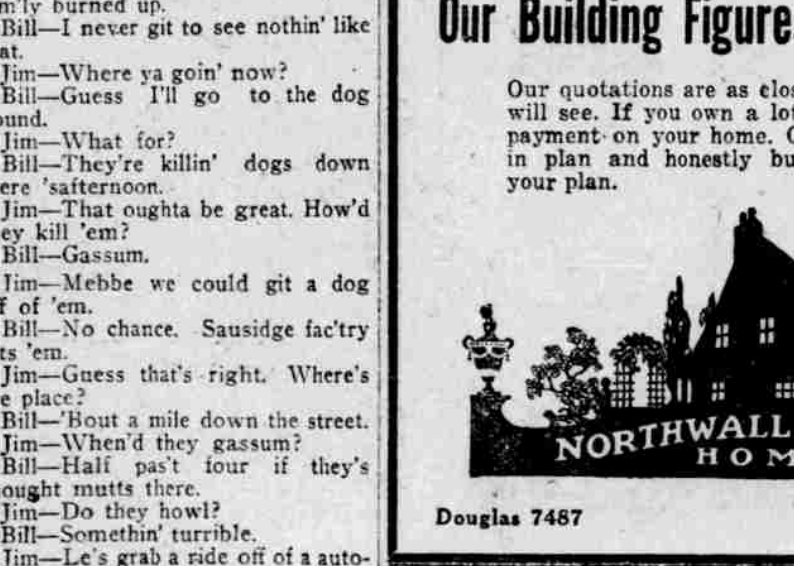 m'ly burned up.
Bill—I never git to see nothin' like
at.
Jim—Where ya goin' now?
Bill—Guess I'll go to the dog
ound.
Jim—What for?
Bill—They're killin' dogs down
ere 'safternoon.
Jim—That oughta be great. How'd
ey kill 'em?
Bill—Gassum.
Jim—Mebbe we could git a dog
f of 'em.
Bill—No chance. Sausidge fac'try
ts 'em.
Jim—Guess that's right. Where's
e place?
Bill—'Bout a mile down the street.
Jim—When'd they gassum?
Bill—Half pas't four if they's
ought mutts there.
Jim—Do they howl?
Bill—Somethin' turrible.
Jim—Le's grab a ride off of a auto-
Our Building Figure
Our quotations are as clos
will see. If you own a lot
payment on your home. C
in plan and honestly bu
your plan.
NORTHWALL
HOM
Douglas 7487